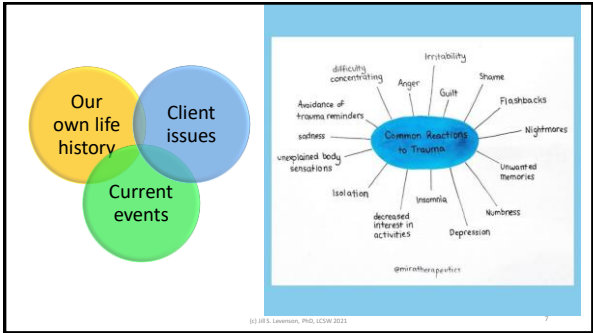 Our
own life
history
Client
issues
Current
events
Irritability
difficulty
concentrating
Anger
Guilt
Shame
Flashbacks
Avoidance of
trauma reminders
Common Reactions
to Trauma
Nightmares
sadness
unexplained body
sensations
Unwanted
memories
Isolation
Insomnia
Numbness
decreased
interest in
activities
Depression
@miratherapeutics
(c) Jill S. Levenson, PhD, LCSW 2021
7